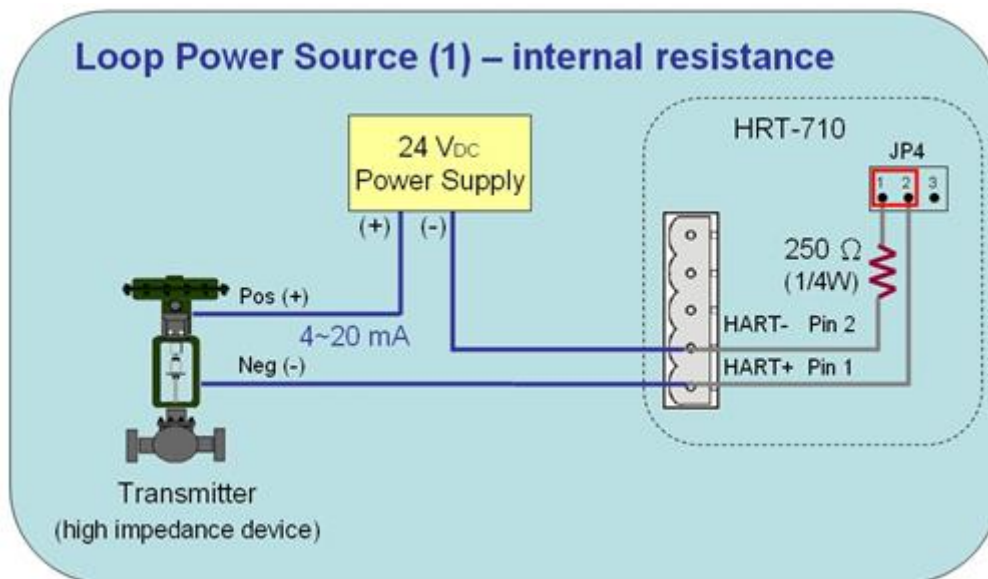 Loop Power Source (1) – internal resistance
24 VDC
Power Supply
(+)
(-)
HRT-710
JP4
1 2 3
250 Ω
(1/4W)
Pos (+)
4~20 mA
HART- Pin 2
Neg (-)
HART+ Pin 1
Transmitter
(high impedance device)